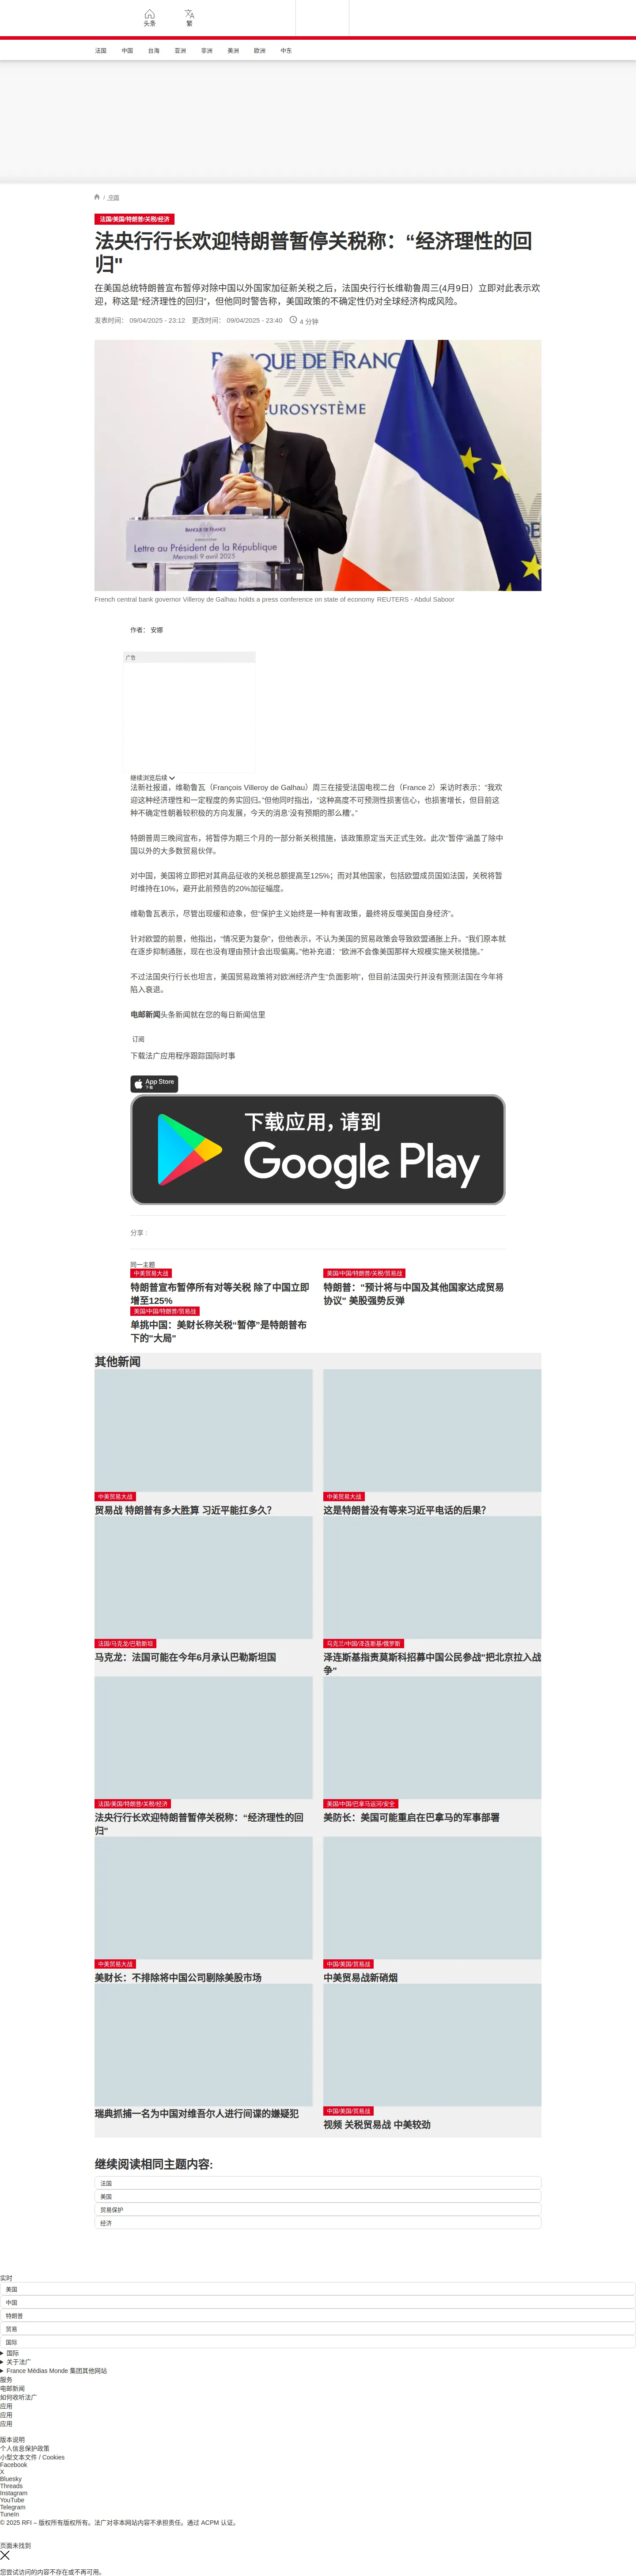 头条
繁
法国
中国
台海
亚洲
非洲
美洲
欧洲
中东
/ 中国
法国/美国/特朗普/关税/经济
法央行行长欢迎特朗普暂停关税称：“经济理性的回
归"
在美国总统特朗普宣布暂停对除中国以外国家加征新关税之后，法国央行行长维勒鲁周三(4月9日）立即对此表示欢
迎，称这是“经济理性的回归”，但他同时警告称，美国政策的不确定性仍对全球经济构成风险。
发表时间： 09/04/2025 - 23:12 更改时间： 09/04/2025 - 23:40 4 分钟
BANQUE DE FRANCE
EUROSYSTÈME
BANQUE DE FRANCE
Lettre au Président de la République
Mercredi 9 avril 2025
French central bank governor Villeroy de Galhau holds a press conference on state of economy REUTERS - Abdul Saboor
作者： 安娜
广告
继续浏览后续
法新社报道，维勒鲁瓦（François Villeroy de Galhau）周三在接受法国电视二台（France 2）采访时表示：“我欢
迎这种经济理性和一定程度的务实回归。”但他同时指出，“这种高度不可预测性损害信心，也损害增长，但目前这
种不确定性朝着较积极的方向发展，今天的消息‘没有预期的那么糟’。”
特朗普周三晚间宣布，将暂停为期三个月的一部分新关税措施，该政策原定当天正式生效。此次"暂停"涵盖了除中
国以外的大多数贸易伙伴。
对中国，美国将立即把对其商品征收的关税总额提高至125%；而对其他国家，包括欧盟成员国如法国，关税将暂
时维持在10%，避开此前预告的20%加征幅度。
维勒鲁瓦表示，尽管出现缓和迹象，但“保护主义始终是一种有害政策，最终将反噬美国自身经济”。
针对欧盟的前景，他指出，“情况更为复杂”，但他表示，不认为美国的贸易政策会导致欧盟通胀上升。“我们原本就
在逐步抑制通胀，现在也没有理由预计会出现偏离。”他补充道：“欧洲不会像美国那样大规模实施关税措施。”
不过法国央行行长也坦言，美国贸易政策将对欧洲经济产生“负面影响”，但目前法国央行并没有预测法国在今年将
陷入衰退。
电邮新闻头条新闻就在您的每日新闻信里
订阅
下载法广应用程序跟踪国际时事
App Store
下载
下载应用，请到
Google Play
分享 :
同一主题
中美贸易大战
特朗普宣布暂停所有对等关税 除了中国立即
增至125%
美国/中国/特朗普/关税/贸易战
特朗普："预计将与中国及其他国家达成贸易
协议" 美股强势反弹
美国/中国/特朗普/贸易战
单挑中国：美财长称关税“暂停”是特朗普布
下的"大局"
其他新闻
中美贸易大战
贸易战 特朗普有多大胜算 习近平能扛多久?
中美贸易大战
这是特朗普没有等来习近平电话的后果?
法国/马克龙/巴勒斯坦
马克龙：法国可能在今年6月承认巴勒斯坦国
乌克兰/中国/泽连斯基/俄罗斯
泽连斯基指责莫斯科招募中国公民参战"把北京拉入战
争"
法国/美国/特朗普/关税/经济
法央行行长欢迎特朗普暂停关税称：“经济理性的回
归"
美国/中国/巴拿马运河/安全
美防长：美国可能重启在巴拿马的军事部署
中美贸易大战
美财长：不排除将中国公司剔除美股市场
中国/美国/贸易战
中美贸易战新硝烟
瑞典抓捕一名为中国对维吾尔人进行间谍的嫌疑犯
中国/美国/贸易战
视频 关税贸易战 中美较劲
继续阅读相同主题内容:
法国
美国
贸易保护
经济
实时
美国
中国
特朗普
贸易
国际
国际
关于法广
France Médias Monde 集团其他网站
服务
电邮新闻
如何收听法广
应用
应用
应用
版本说明
个人信息保护政策
小型文本文件 / Cookies
Facebook
X
Bluesky
Threads
Instagram
YouTube
Telegram
TuneIn
© 2025 RFI – 版权所有版权所有。法广对非本网站内容不承担责任。通过 ACPM 认证。
页面未找到
您尝试访问的内容不存在或不再可用。